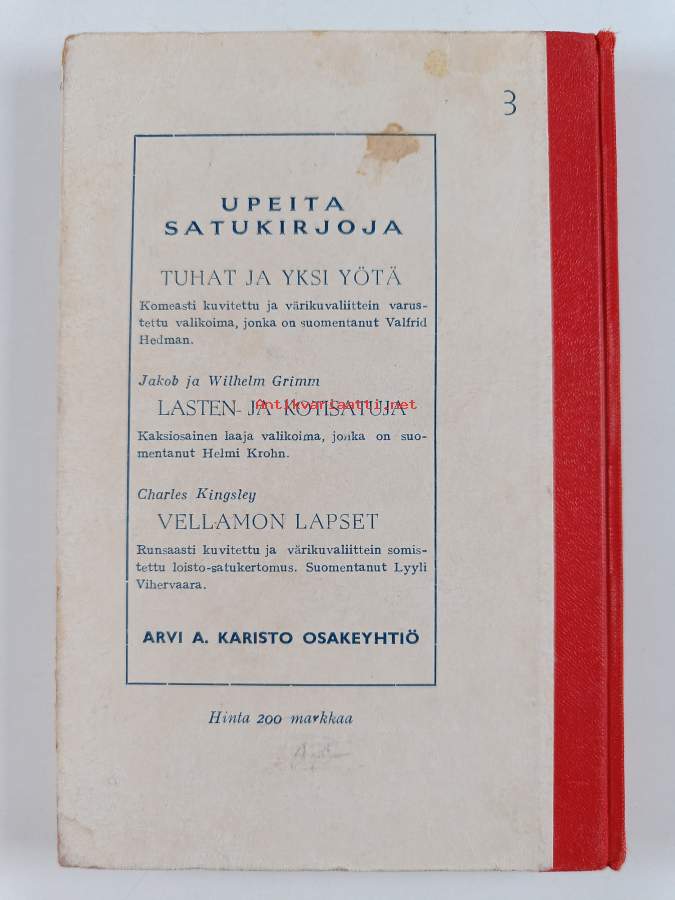 3
UPEITA
SATUKIRJOJA
TUHAT JA YKSI YÖTÄ
Komeasti kuvitettu ja värikuvaliittein varus-
tettu valikoima, jonka on suomentanut Valfrid
Hedman.
Jakob ja Wilhelm Grimm
LASTEN- JA KOTISATUJA
Antikvariaatti.net
Kaksiosainen laaja valikoima, jonka on suo-
mentanut Helmi Krohn.
Charles Kingsley
VELLAMON LAPSET
Runsaasti kuvitettu ja värikuvaliittein somis-
tettu loisto-satukertomus. Suomentanut Lyyli
Vihervaara.
ARVI A. KARISTO OSAKEYHTIÖ
Hinta 200 markkaa